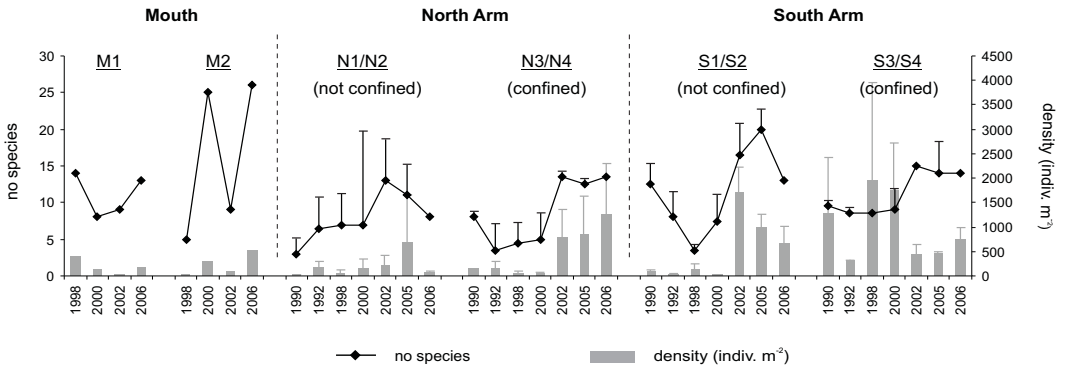 Mouth North Arm South Arm
30 M1 M2 N1/N2 N3/N4 S1/S2 S3/S4 4500
(not confined) (confined) (not confined) (confined)
25 4000
20 3500
15 3000
10 2500
5 2000
0 1500
1000
500
0
no species
density (indiv. m⁻²)
1998 2000 2002 2006 1998 2000 2002 2006 1990 1992 1998 2000 2002 2005 2006 1990 1992 1998 2000 2002 2005 2006 1990 1992 1998 2000 2002 2005 2006 1990 1992 1998 2000 2002 2005 2006
no species density (indiv. m⁻²)